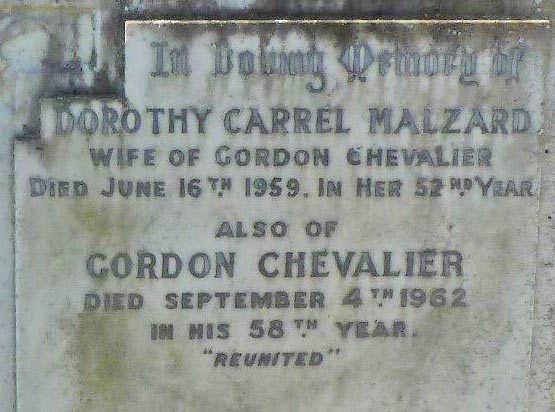 In Loving Memory of
DOROTHY CARREL MALZARD
WIFE OF GORDON CHEVALIER
DIED JUNE 16TH 1959. IN HER 52ND YEAR
ALSO OF
GORDON CHEVALIER
DIED SEPTEMBER 4TH 1962
IN HIS 58TH YEAR.
"REUNITED"